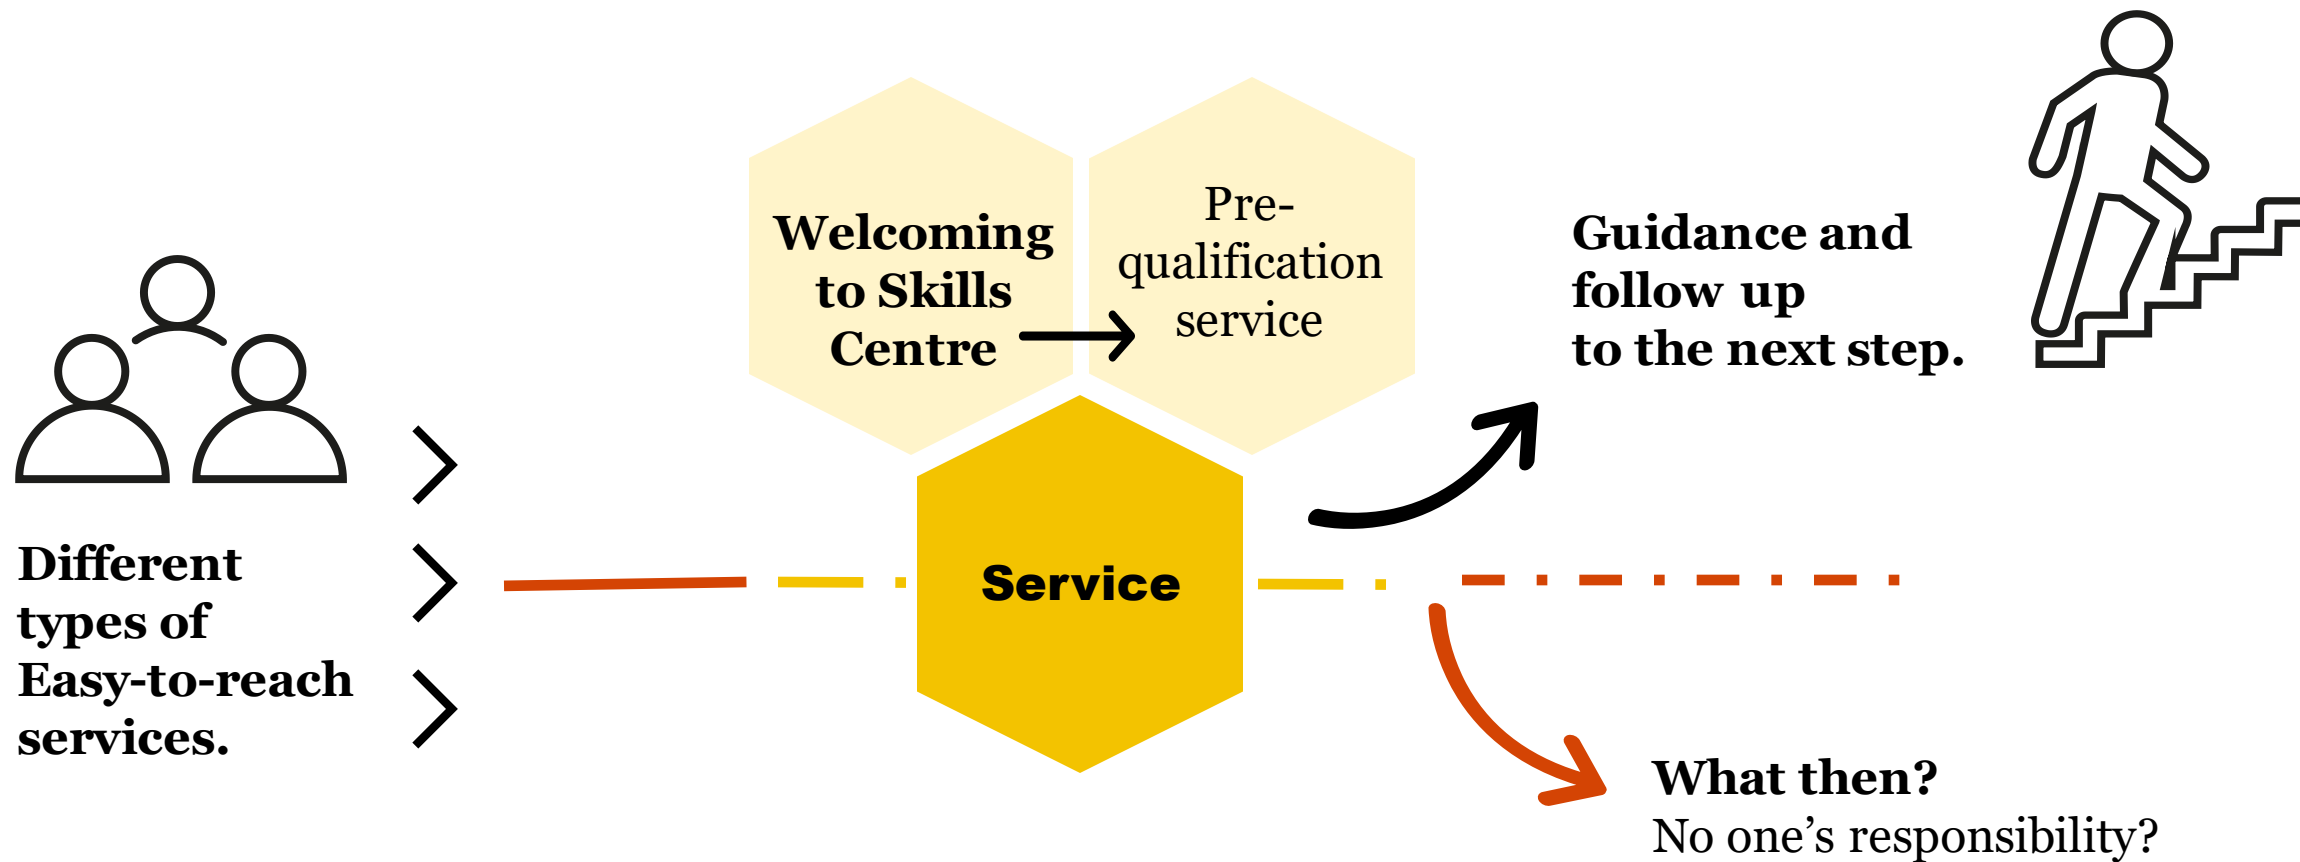 Different
types of
Easy-to-reach
services.
Welcoming
to Skills
Centre
Pre-
qualification
service
Service
Guidance and
follow up
to the next step.
What then?
No one’s responsibility?